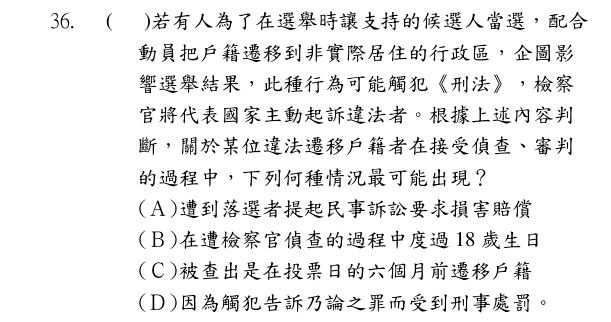 36. ( )若有人為了在選舉時讓支持的候選人當選，配合
動員把戶籍遷移到非實際居住的行政區，企圖影
響選舉結果，此種行為可能觸犯《刑法》，檢察
官將代表國家主動起訴違法者。根據上述內容判
斷，關於某位違法遷移戶籍者在接受偵查、審判
的過程中，下列何種情況最可能出現？
(A)遭到落選者提起民事訴訟要求損害賠償
(B)在遭檢察官偵查的過程中度過 18 歲生日
(C)被查出是在投票日的六個月前遷移戶籍
(D)因為觸犯告訴乃論之罪而受到刑事處罰。